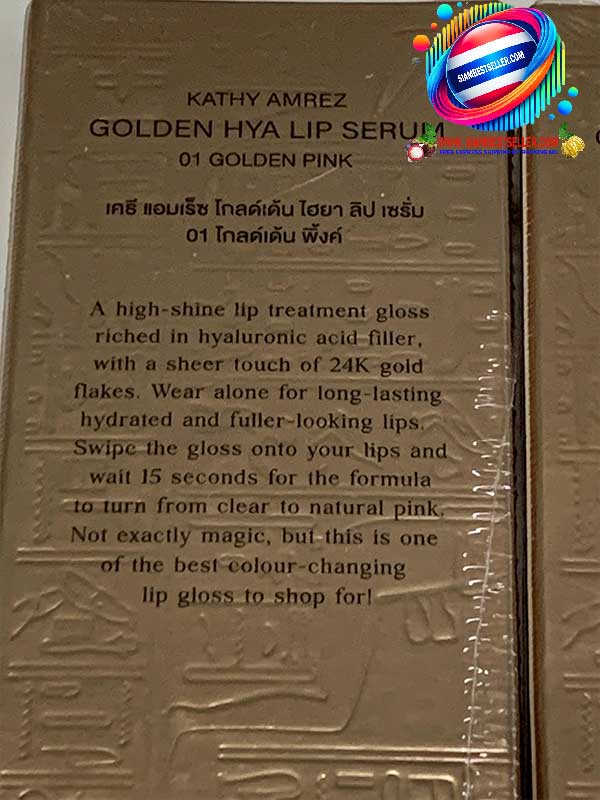 SIAMBESTSELLER.COM
KATHY AMREZ
GOLDEN HYA LIP SERUM
01 GOLDEN PINK
เคธี แอมเร็ซ โกลด์เด้น ไฮยา ลิป เซรั่ม
01 โกลด์เด้น พิ้งค์
A high-shine lip treatment gloss
riched in hyaluronic acid filler,
with a sheer touch of 24K gold
flakes. Wear alone for long-lasting
hydrated and fuller-looking lips.
Swipe the gloss onto your lips and
wait 15 seconds for the formula
to turn from clear to natural pink.
Not exactly magic, but this is one
of the best colour-changing
lip gloss to shop for!